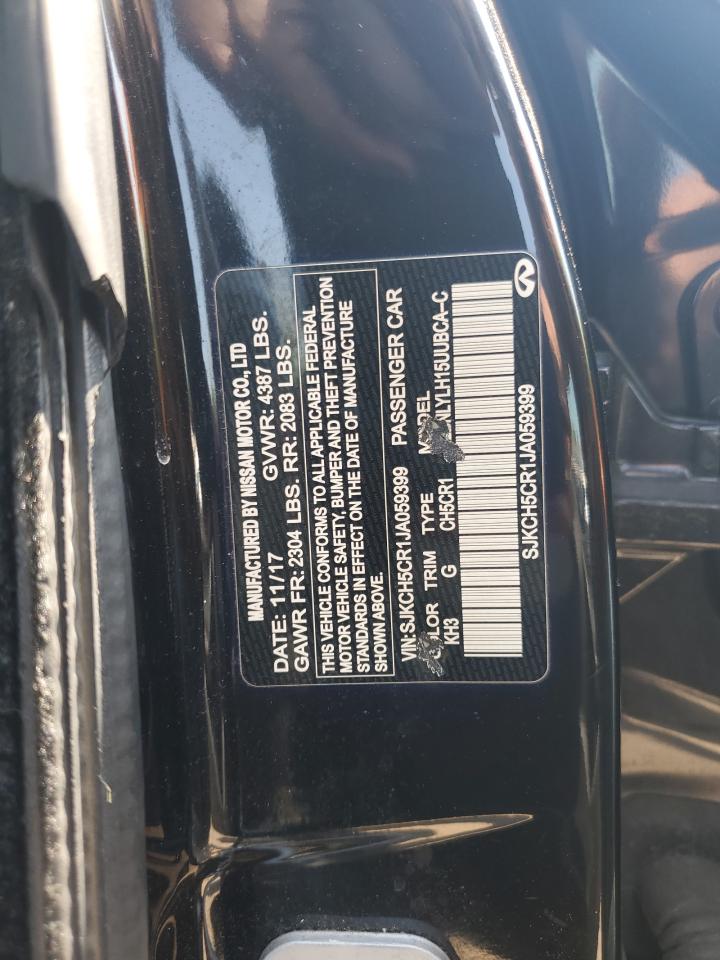 MANUFACTURED BY NISSAN MOTOR CO., LTD
DATE: 11/17 GVWR: 4387 LBS.
GAWR FR: 2304 LBS. RR: 2083 LBS.
THIS VEHICLE CONFORMS TO ALL APPLICABLE FEDERAL
MOTOR VEHICLE SAFETY, BUMPER AND THEFT PREVENTION
STANDARDS IN EFFECT ON THE DATE OF MANUFACTURE
SHOWN ABOVE.
VIN: SJKCH5CR1JA059399 PASSENGER CAR
COLOR TRIM TYPE MODEL
KH3 G CH5CR1
SJKCH5CR1JA059399